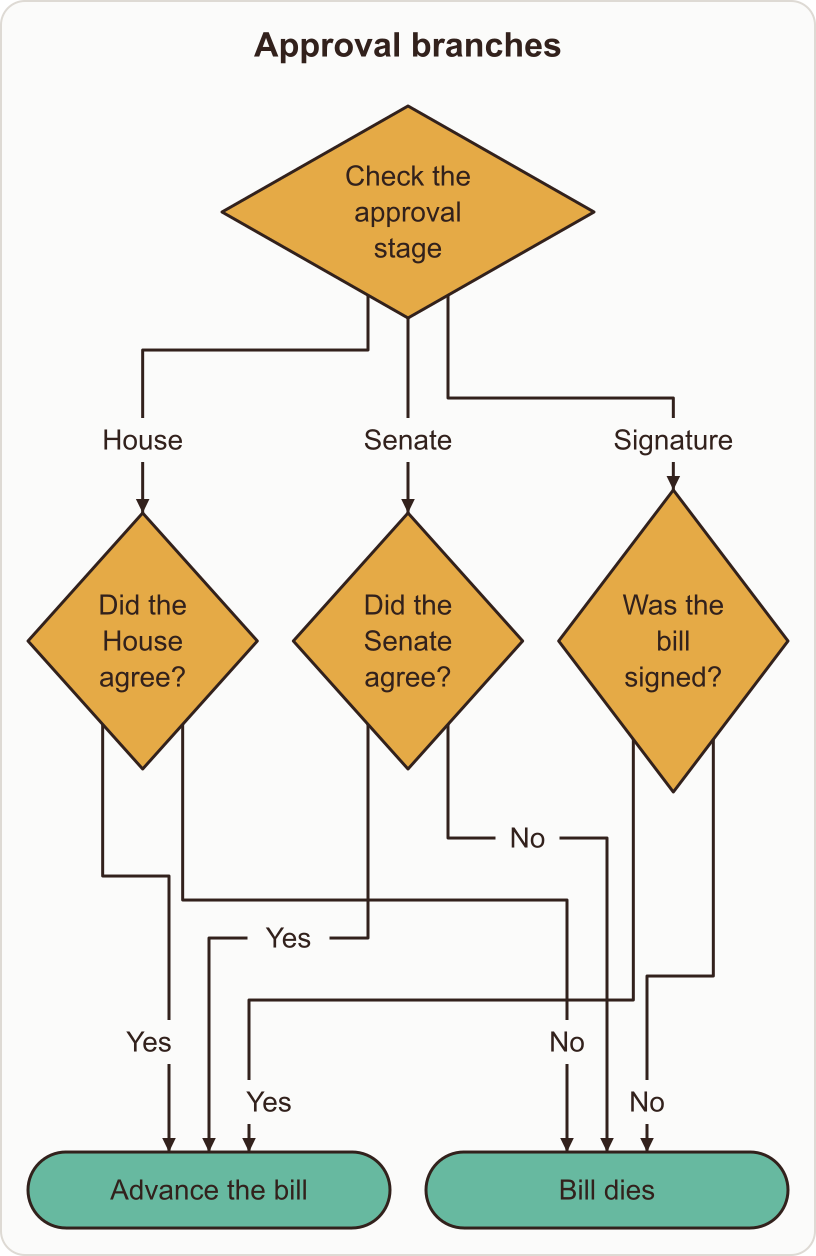 Approval branches
Check the
approval
stage
House
Senate
Signature
Did the
House
agree?
Did the
Senate
agree?
Was the
bill
signed?
No
Yes
Yes
No
Yes
No
Advance the bill
Bill dies